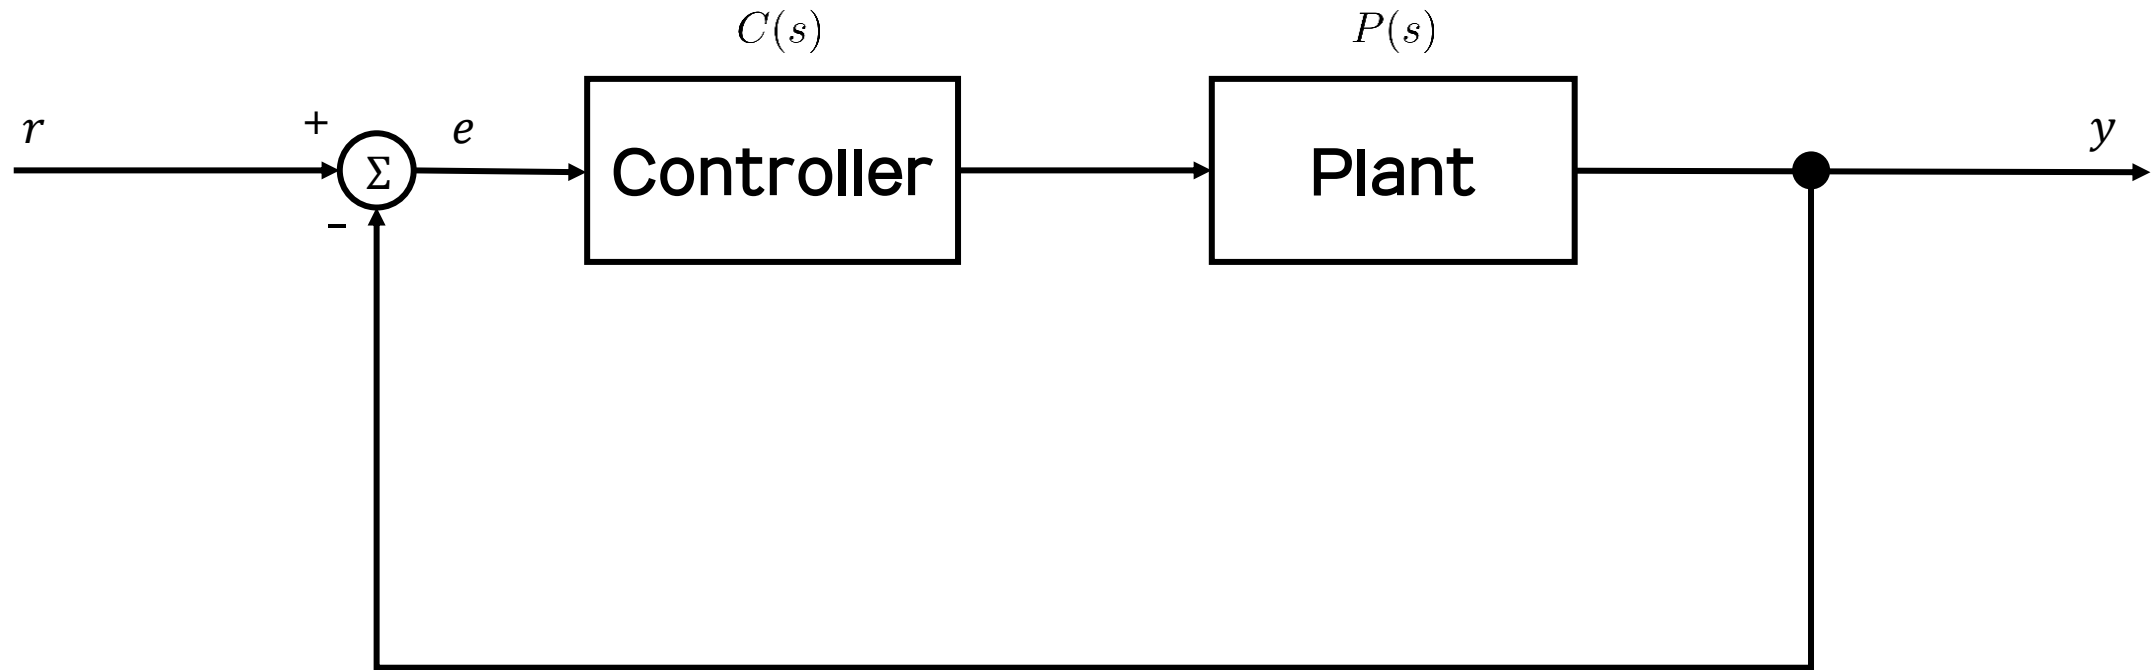 C(s)
P(s)
r
+
e
y
Σ
Controller
Plant
-